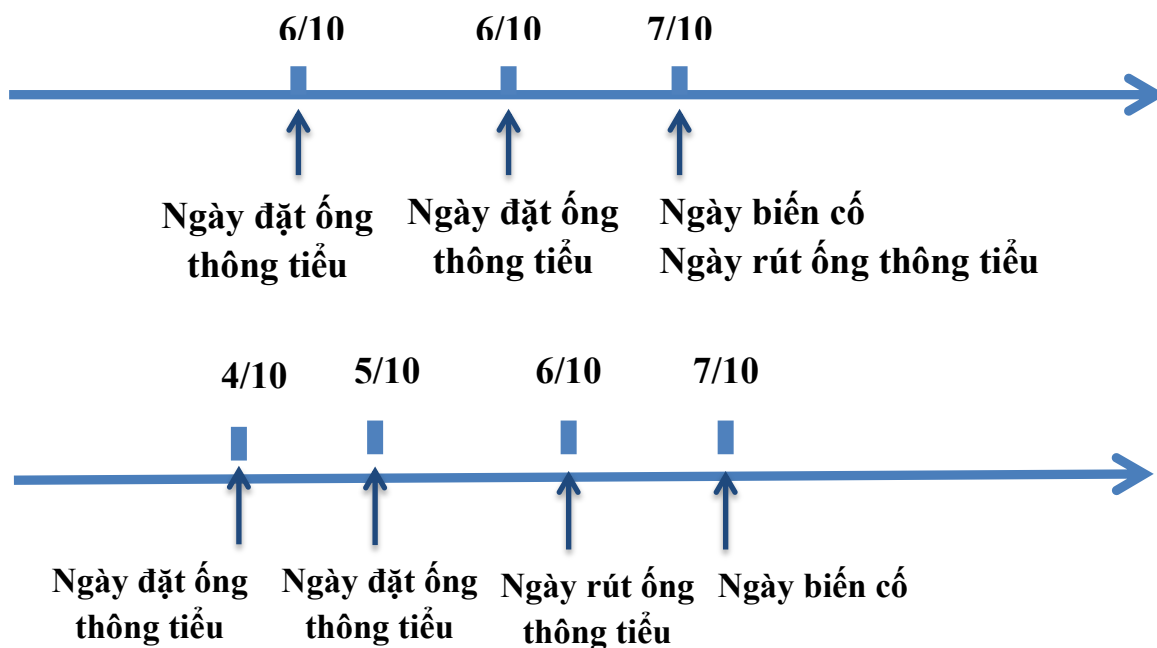 6/10 6/10 7/10
Ngày đặt ống Ngày đặt ống Ngày biến cố
thông tiểu thông tiểu Ngày rút ống thông tiểu
4/10 5/10 6/10 7/10
Ngày đặt ống Ngày đặt ống Ngày rút ống Ngày biến cố
thông tiểu thông tiểu thông tiểu